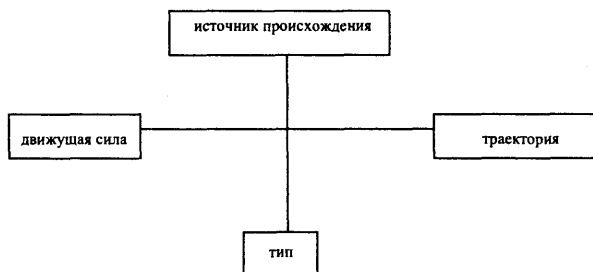 источник происхождения
движущая сила
траектория
тип